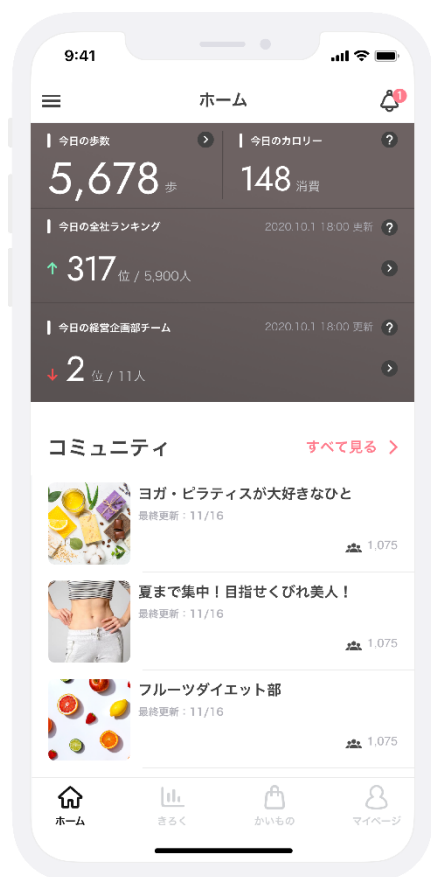 9:41
ホーム
1
今日の歩数
5,678 歩
今日のカロリー ?
148 消費
今日の全社ランキング 2020.10.1 18:00 更新 ?
↑ 317 位 / 5,900人
今日の経営企画部チーム 2020.10.1 18:00 更新 ?
↓ 2 位 / 11人
コミュニティ すべて見る
ヨガ・ピラティスが大好きなひと
最終更新：11/16
1,075
夏まで集中！目指せくびれ美人！
最終更新：11/16
1,075
フルーツダイエット部
最終更新：11/16
1,075
ホーム きろく かいもの マイページ